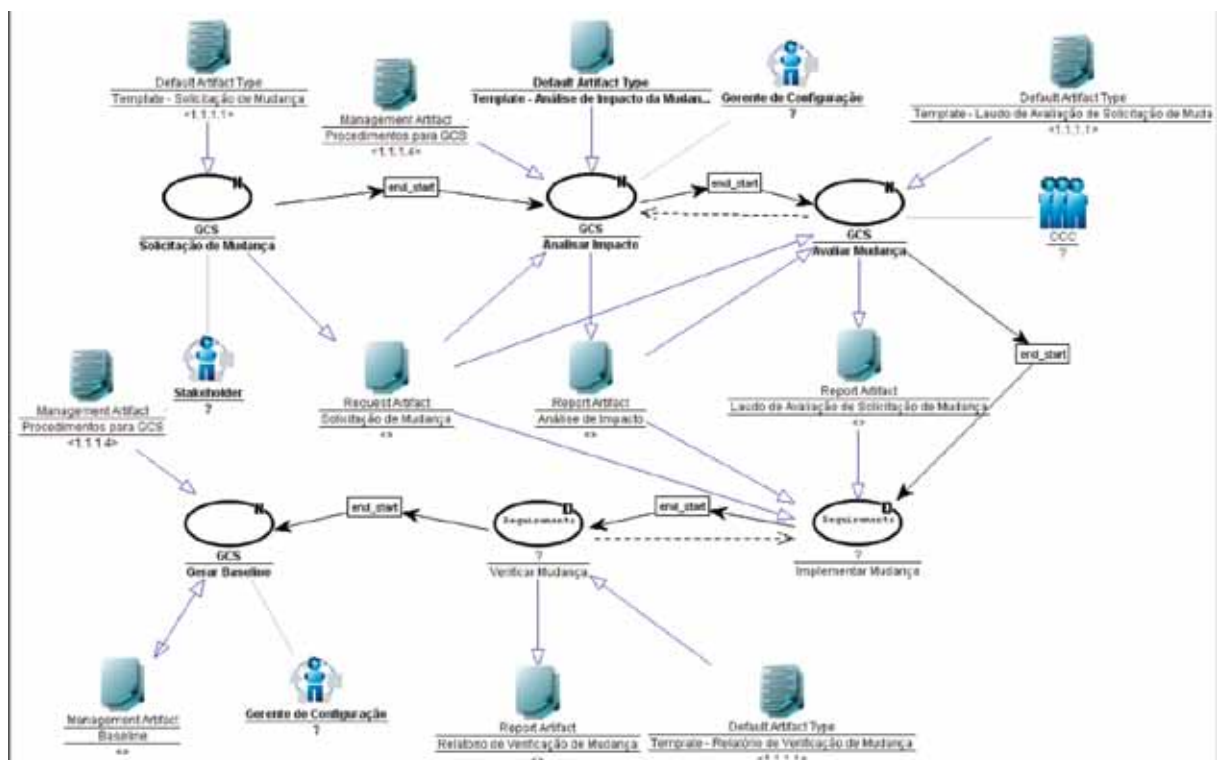 Default Artifact Type
Template - Solicitação de Mudança
<1.1.1.1>
Management Artifact
Procedimentos para GCS
<1.1.1.4>
Default Artifact Type
Template - Análise de Impacto da Mudan...
Gerente de Configuração
?
Default Artifact Type
Template - Laudo de Avaliação de Solicitação de Muda
<1.1.1.1>
N
GCS
Solicitação de Mudança
end_start
N
GCS
Analisar Impacto
end_start
N
GCS
Avaliar Mudança
CCC
?
Stakeholder
?
Management Artifact
Procedimentos para GCS
<1.1.1.4>
Request Artifact
Solicitação de Mudança
<>
Report Artifact
Análise de Impacto
<>
Report Artifact
Laudo de Avaliação de Solicitação de Mudança
<>
end_start
N
GCS
Gerar Baseline
end_start
D
Requirements
?
Verificar Mudança
end_start
D
Requirements
?
Implementar Mudança
Management Artifact
Baseline
<>
Gerente de Configuração
?
Report Artifact
Relatório de Verificação de Mudança
<>
Default Artifact Type
Template - Relatório de Verificação de Mudança
<1.1.1.1>